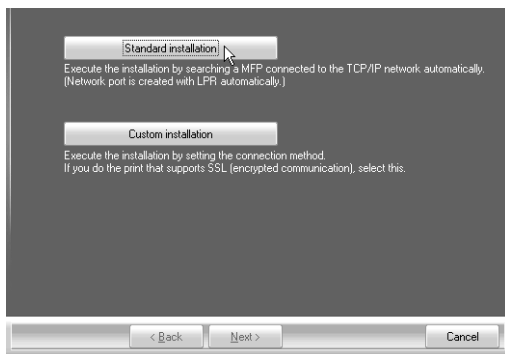 Standard installation
Execute the installation by searching a MFP connected to the TCP/IP network automatically.
(Network port is created with LPR automatically.)
Custom installation
Execute the installation by setting the connection method.
If you do the print that supports SSL (encrypted communication), select this.
< Back Next > Cancel